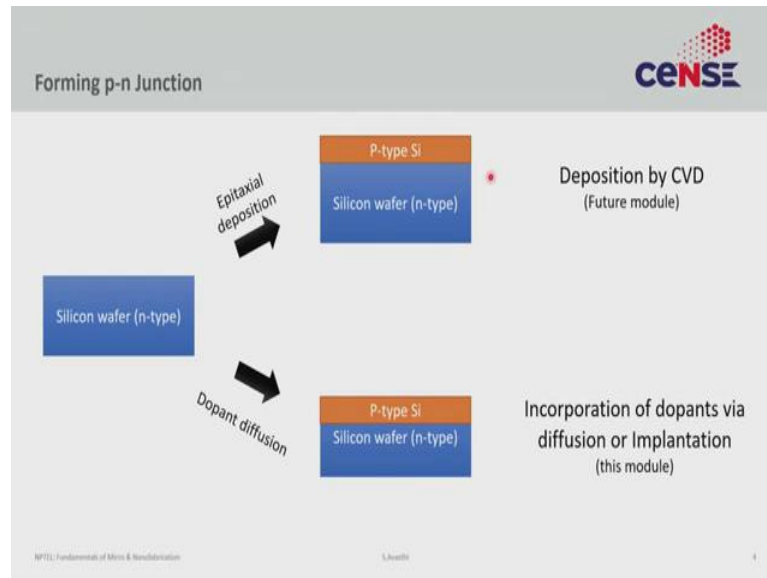 Forming p-n Junction
CeNSE
Epitaxial
deposition
P-type Si
Silicon wafer (n-type)
Deposition by CVD
(Future module)
Silicon wafer (n-type)
Dopant diffusion
P-type Si
Silicon wafer (n-type)
Incorporation of dopants via
diffusion or Implantation
(this module)
NPTEL: Fundamentals of Micro & Nanofabrication
S.Avanthi